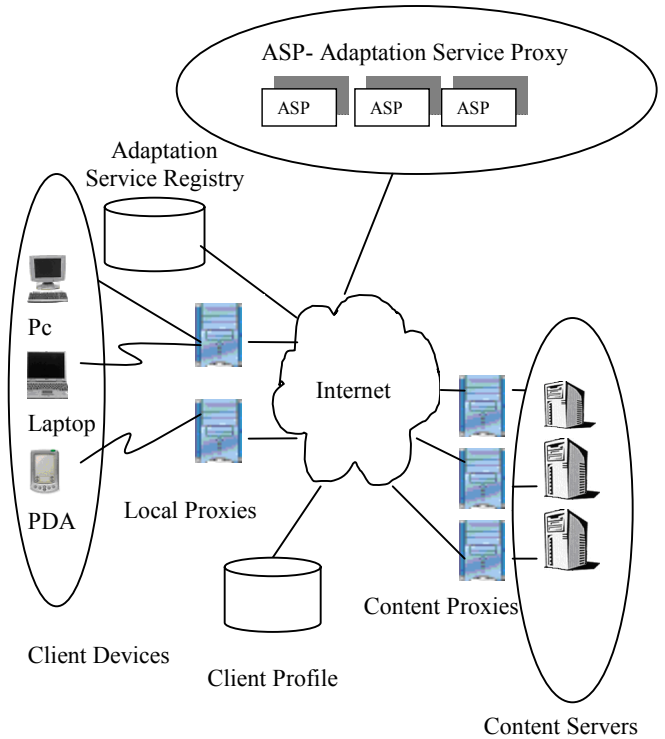 ASP- Adaptation Service Proxy
ASP ASP ASP
Adaptation
Service Registry
Pc
Laptop
PDA
Internet
Local Proxies
Content Proxies
Client Devices
Client Profile
Content Servers